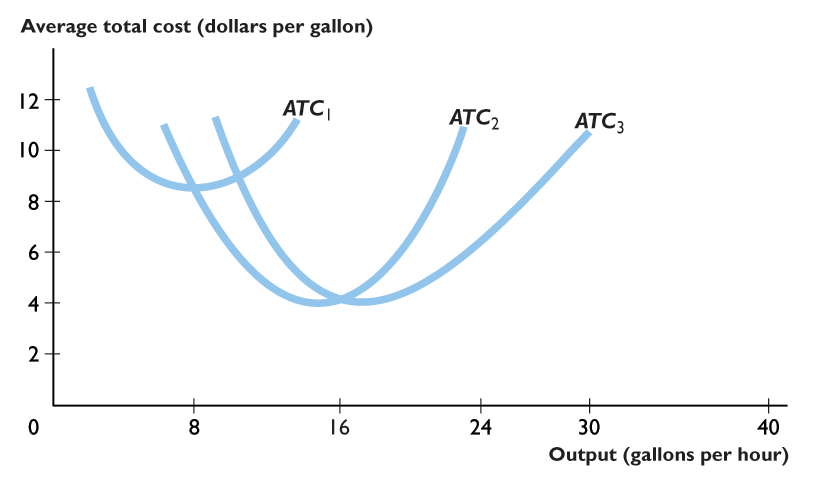 Average total cost (dollars per gallon)
12
10
8
6
4
2
0
ATC1
ATC2
ATC3
8
16
24
30
40
Output (gallons per hour)